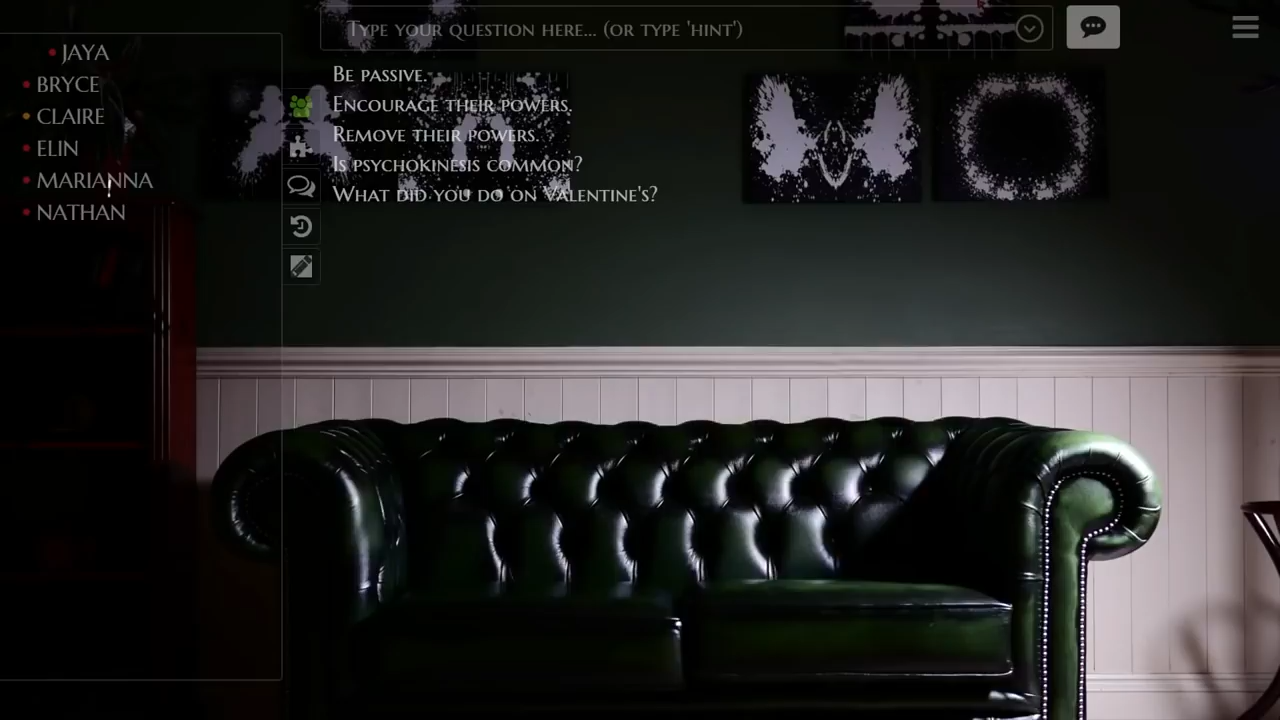 Type your question here... (or type 'hint')
Jaya
Bryce
Claire
Elin
Marianna
Nathan
Be passive.
Encourage their powers.
Remove their powers.
Is psychokinesis common?
What did you do on Valentine's?